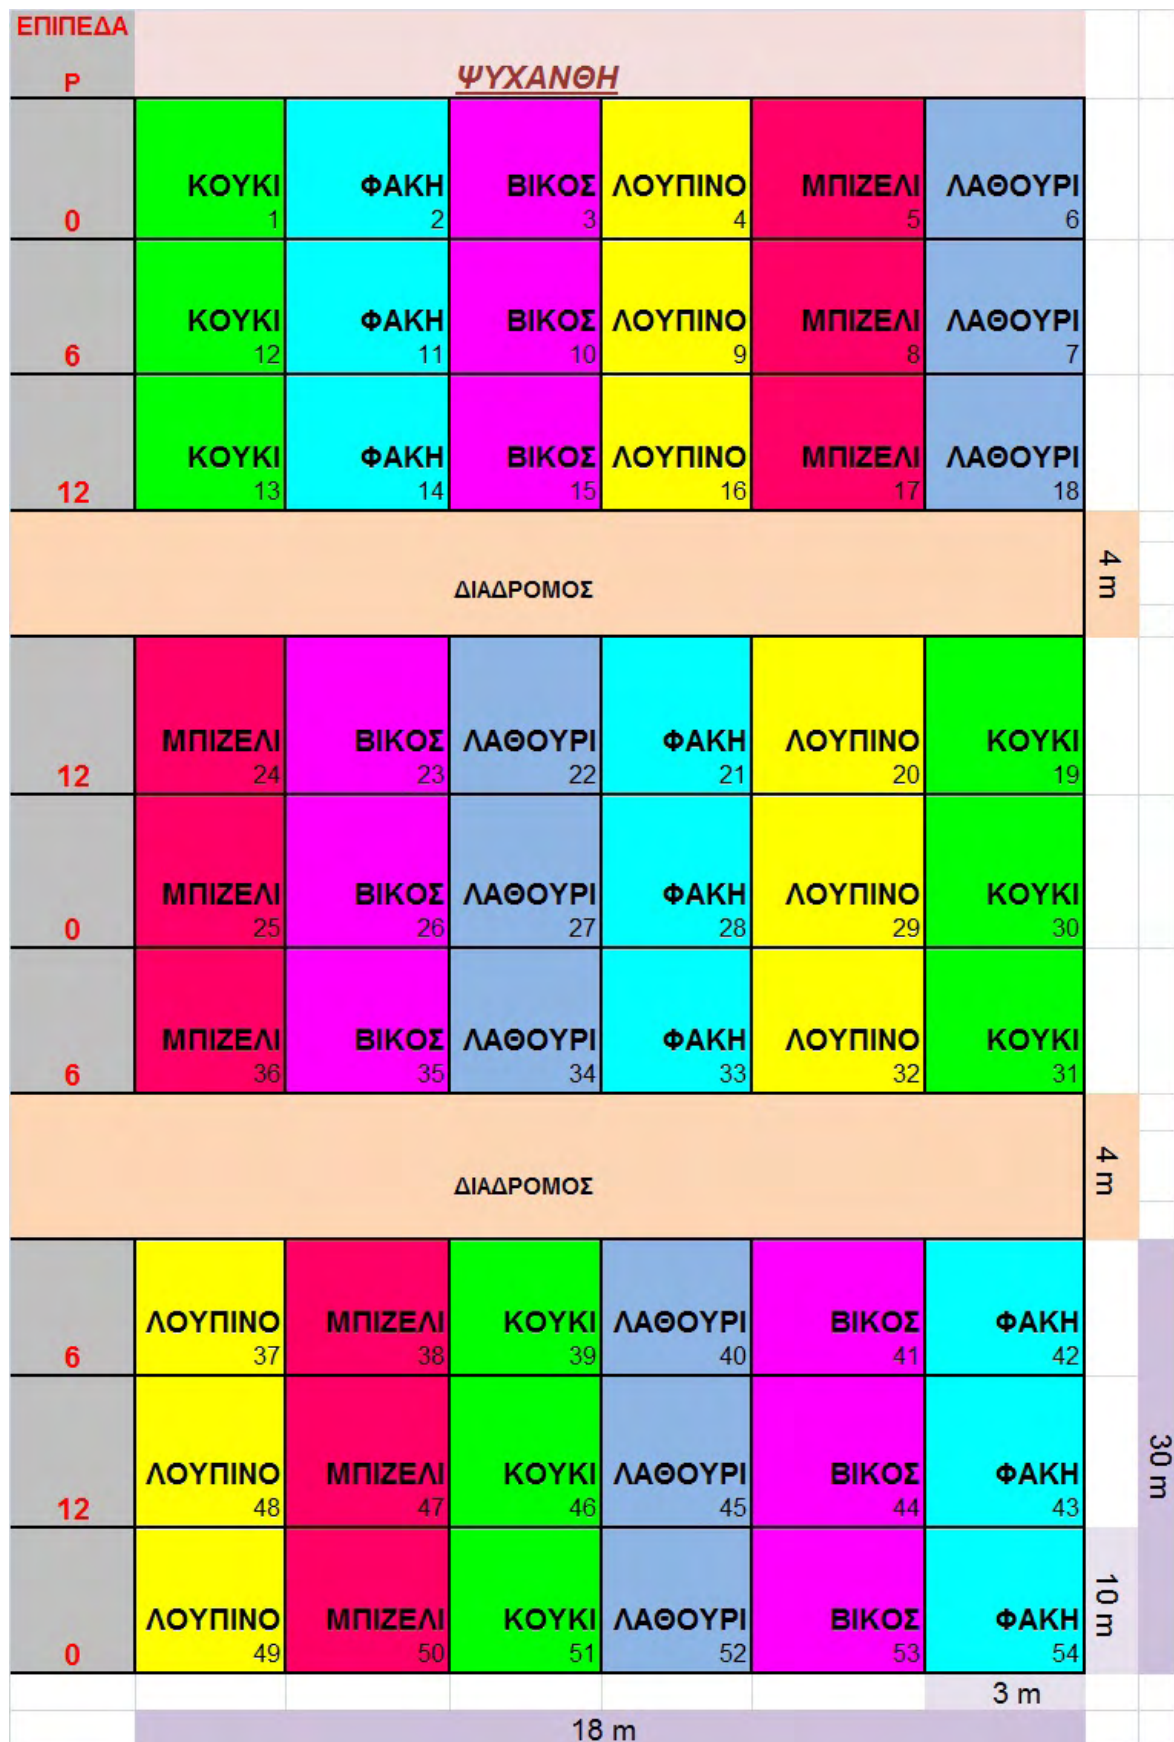 ΕΠΙΠΕΔΑ
P
ΨΥΧΑΝΘΗ
ΚΟΥΚΙ ΦΑΚΗ ΒΙΚΟΣ ΛΟΥΠΙΝΟ ΜΠΙΖΕΛΙ ΛΑΘΟΥΡΙ
0 1 2 3 4 5 6
ΚΟΥΚΙ ΦΑΚΗ ΒΙΚΟΣ ΛΟΥΠΙΝΟ ΜΠΙΖΕΛΙ ΛΑΘΟΥΡΙ
6 12 11 10 9 8 7
ΚΟΥΚΙ ΦΑΚΗ ΒΙΚΟΣ ΛΟΥΠΙΝΟ ΜΠΙΖΕΛΙ ΛΑΘΟΥΡΙ
12 13 14 15 16 17 18
ΔΙΑΔΡΟΜΟΣ
4 m
ΜΠΙΖΕΛΙ ΒΙΚΟΣ ΛΑΘΟΥΡΙ ΦΑΚΗ ΛΟΥΠΙΝΟ ΚΟΥΚΙ
12 24 23 22 21 20 19
ΜΠΙΖΕΛΙ ΒΙΚΟΣ ΛΑΘΟΥΡΙ ΦΑΚΗ ΛΟΥΠΙΝΟ ΚΟΥΚΙ
0 25 26 27 28 29 30
ΜΠΙΖΕΛΙ ΒΙΚΟΣ ΛΑΘΟΥΡΙ ΦΑΚΗ ΛΟΥΠΙΝΟ ΚΟΥΚΙ
6 36 35 34 33 32 31
ΔΙΑΔΡΟΜΟΣ
4 m
ΛΟΥΠΙΝΟ ΜΠΙΖΕΛΙ ΚΟΥΚΙ ΛΑΘΟΥΡΙ ΒΙΚΟΣ ΦΑΚΗ
6 37 38 39 40 41 42
ΛΟΥΠΙΝΟ ΜΠΙΖΕΛΙ ΚΟΥΚΙ ΛΑΘΟΥΡΙ ΒΙΚΟΣ ΦΑΚΗ
12 48 47 46 45 44 43
30 m
ΛΟΥΠΙΝΟ ΜΠΙΖΕΛΙ ΚΟΥΚΙ ΛΑΘΟΥΡΙ ΒΙΚΟΣ ΦΑΚΗ
0 49 50 51 52 53 54
10 m
3 m
18 m